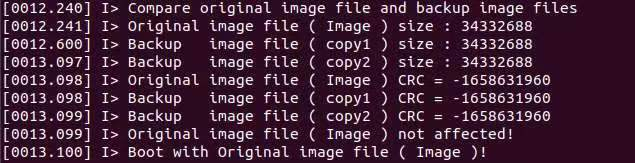 [0012.240] I> Compare original image file and backup image files
[0012.241] I> Original image file ( Image ) size : 34332688
[0012.600] I> Backup   image file ( copy1 ) size : 34332688
[0013.097] I> Backup   image file ( copy2 ) size : 34332688
[0013.098] I> Original image file ( Image ) CRC = -1658631960
[0013.098] I> Backup   image file ( copy1 ) CRC = -1658631960
[0013.099] I> Backup   image file ( copy2 ) CRC = -1658631960
[0013.099] I> Original image file ( Image ) not affected!
[0013.100] I> Boot with Original image file ( Image )!